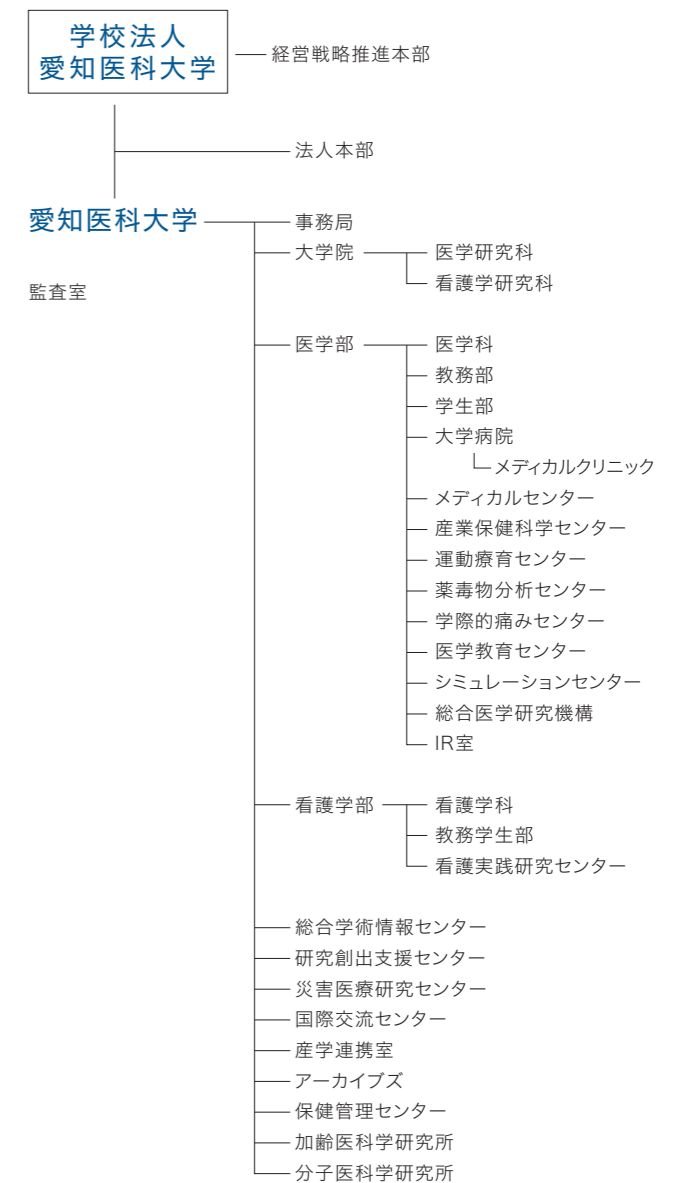 学校法人
愛知医科大学
経営戦略推進本部
法人本部
愛知医科大学
事務局
大学院
医学研究科
看護学研究科
監査室
医学部
医学科
教務部
学生部
大学病院
メディカルクリニック
メディカルセンター
産業保健科学センター
運動療育センター
薬毒物分析センター
学際的痛みセンター
医学教育センター
シミュレーションセンター
総合医学研究機構
IR室
看護学部
看護学科
教務学生部
看護実践研究センター
総合学術情報センター
研究創出支援センター
災害医療研究センター
国際交流センター
産学連携室
アーカイブズ
保健管理センター
加齢医科学研究所
分子医科学研究所